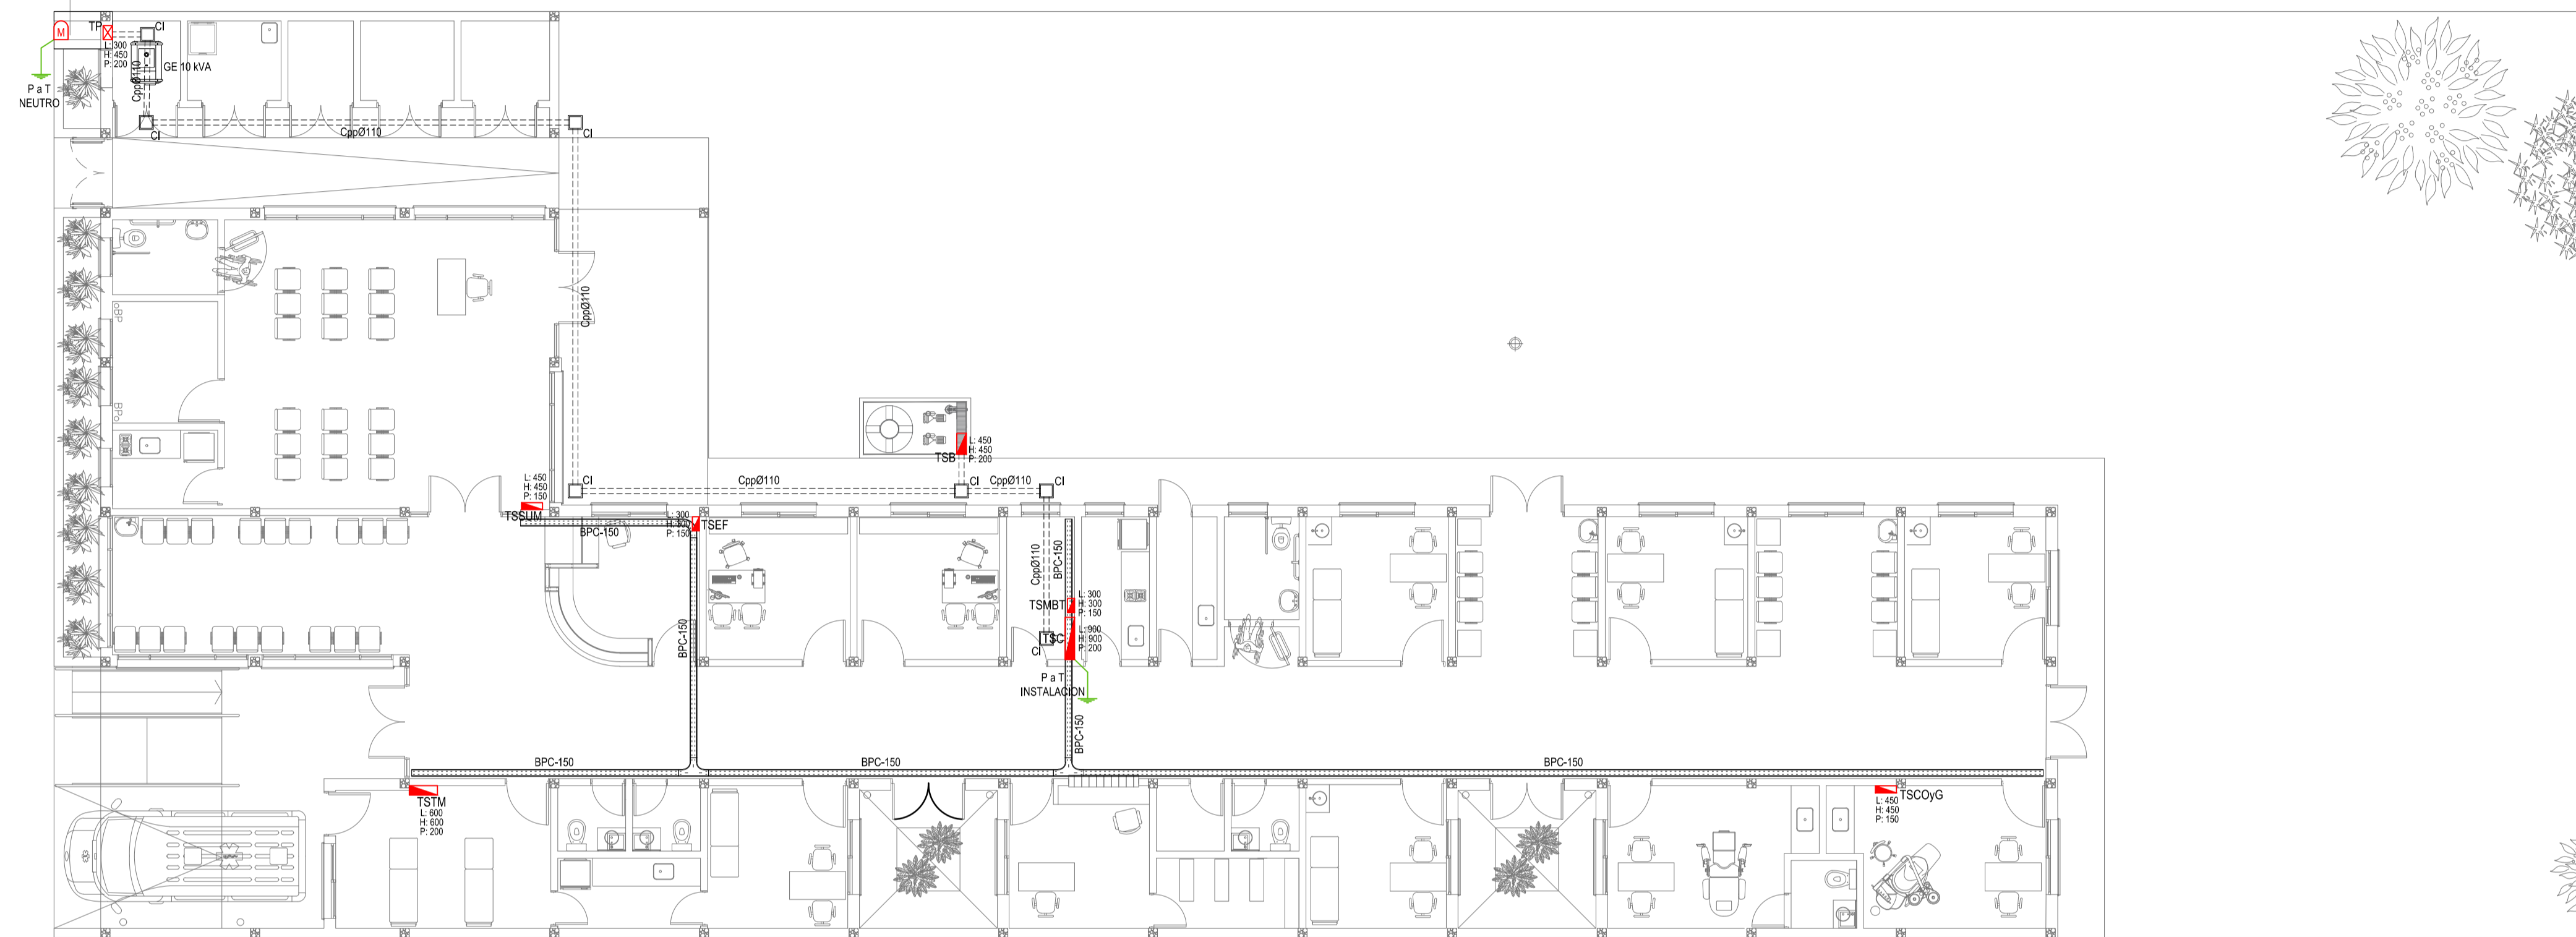 M
TP
CI
L: 300
H: 450
P: 200
GE 10 kVA
CppØ110
P a T
NEUTRO
CI
CppØ110
CI
CppØ110
BP
BP
L: 450
H: 450
P: 200
TSB
L: 450
H: 450
P: 150
TSSUM
CI
CppØ110
CI
CppØ110
CI
L: 300
H: 300
P: 150
TSEF
BPC-150
CppØ110
BPC-150
BPC-150
TSMBT
L: 300
H: 300
P: 150
TSC
L: 900
H: 900
P: 200
CI
P a T
INSTALACION
BPC-150
BPC-150
BPC-150
BPC-150
TSTM
L: 600
H: 600
P: 200
TSCOyG
L: 450
H: 450
P: 150